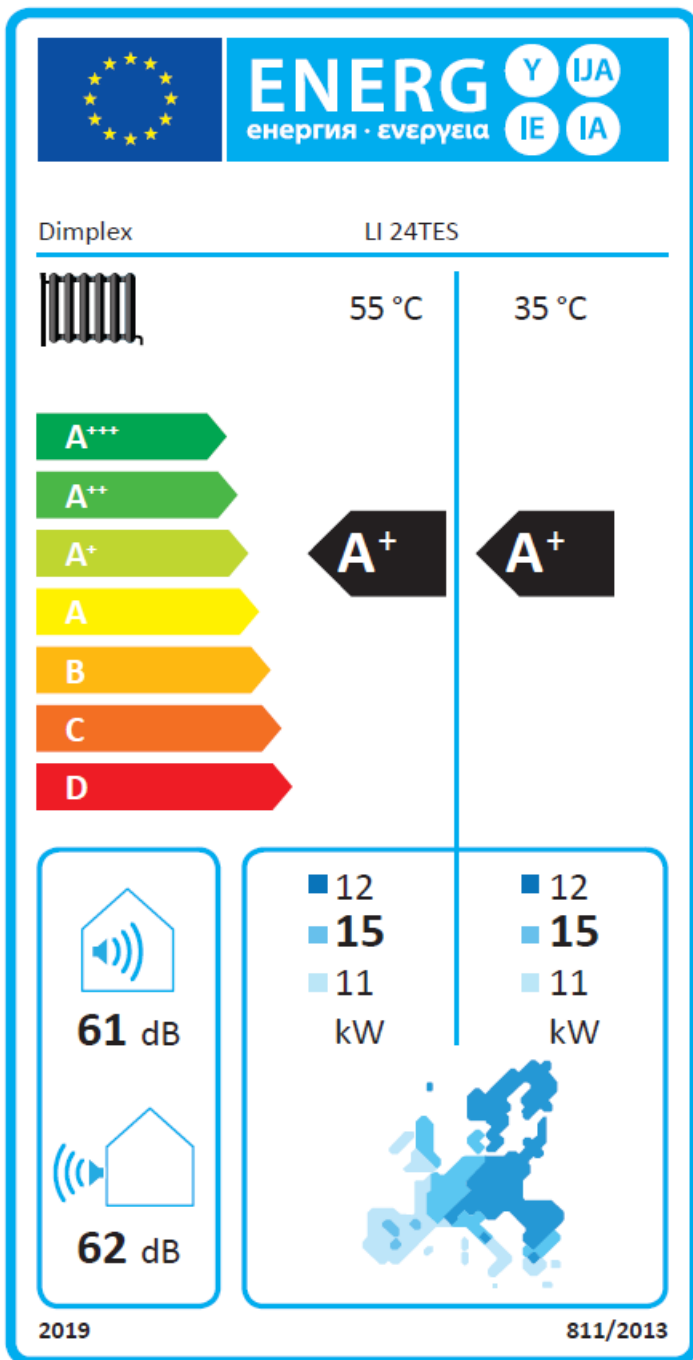 ENERG Y IJA
енергия · ενεργεια IE IA
Dimplex LI 24TES
55 °C 35 °C
A+++
A++
A+ A+ A+
A
B
C
D
12 12
15 15
11 11
kW kW
61 dB
62 dB
2019 811/2013